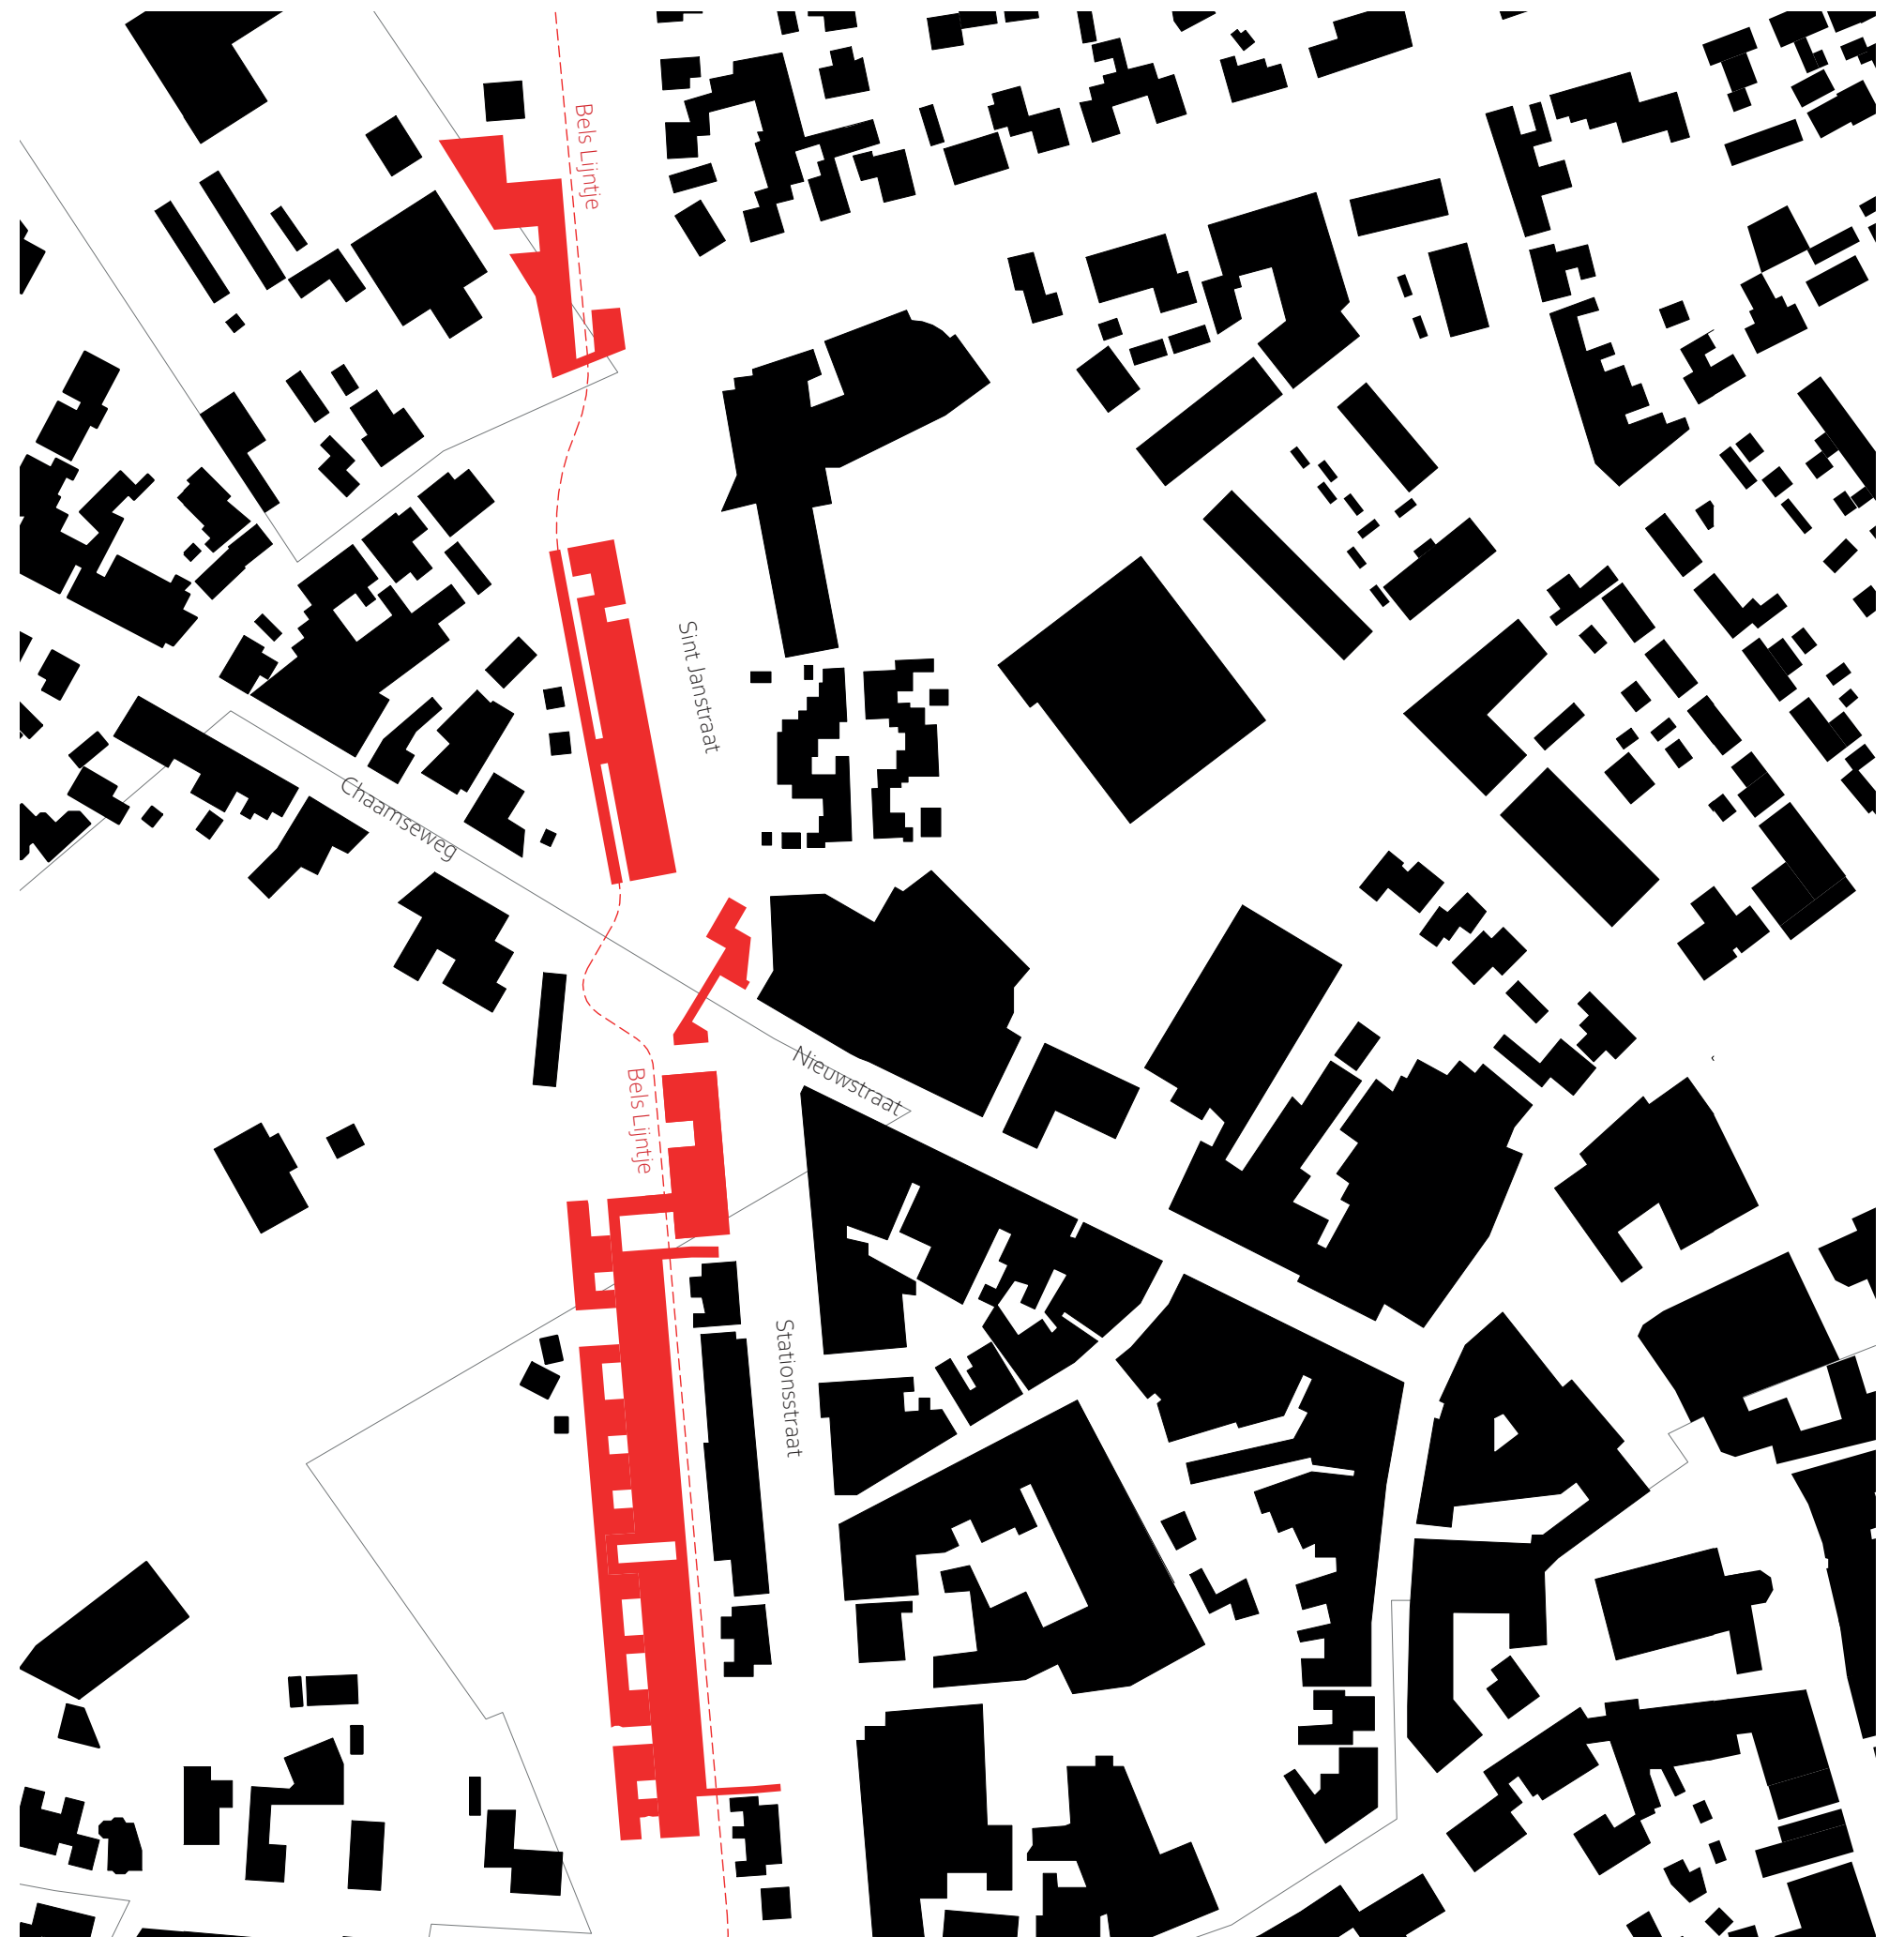 Bels Lijntje
Sint Janstraat
Chaamseweg
Nieuwstraat
Bels Lijntje
Stationsstraat